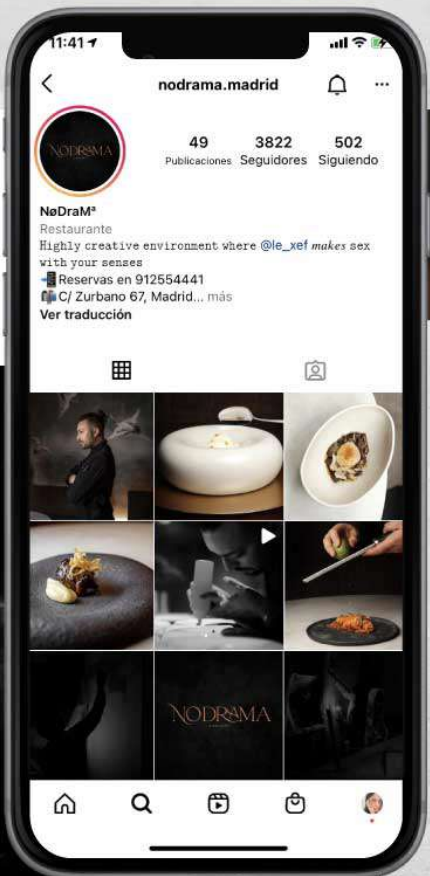 11:41
nodrama.madrid
NODRAMA
49 3822 502
Publicaciones Seguidores Siguiendo
NøDraMª
Restaurante
Highly creative environment where @le_xef makes sex
with your senses
Reservas en 912554441
C/ Zurbano 67, Madrid... más
Ver traducción
NODRAMA